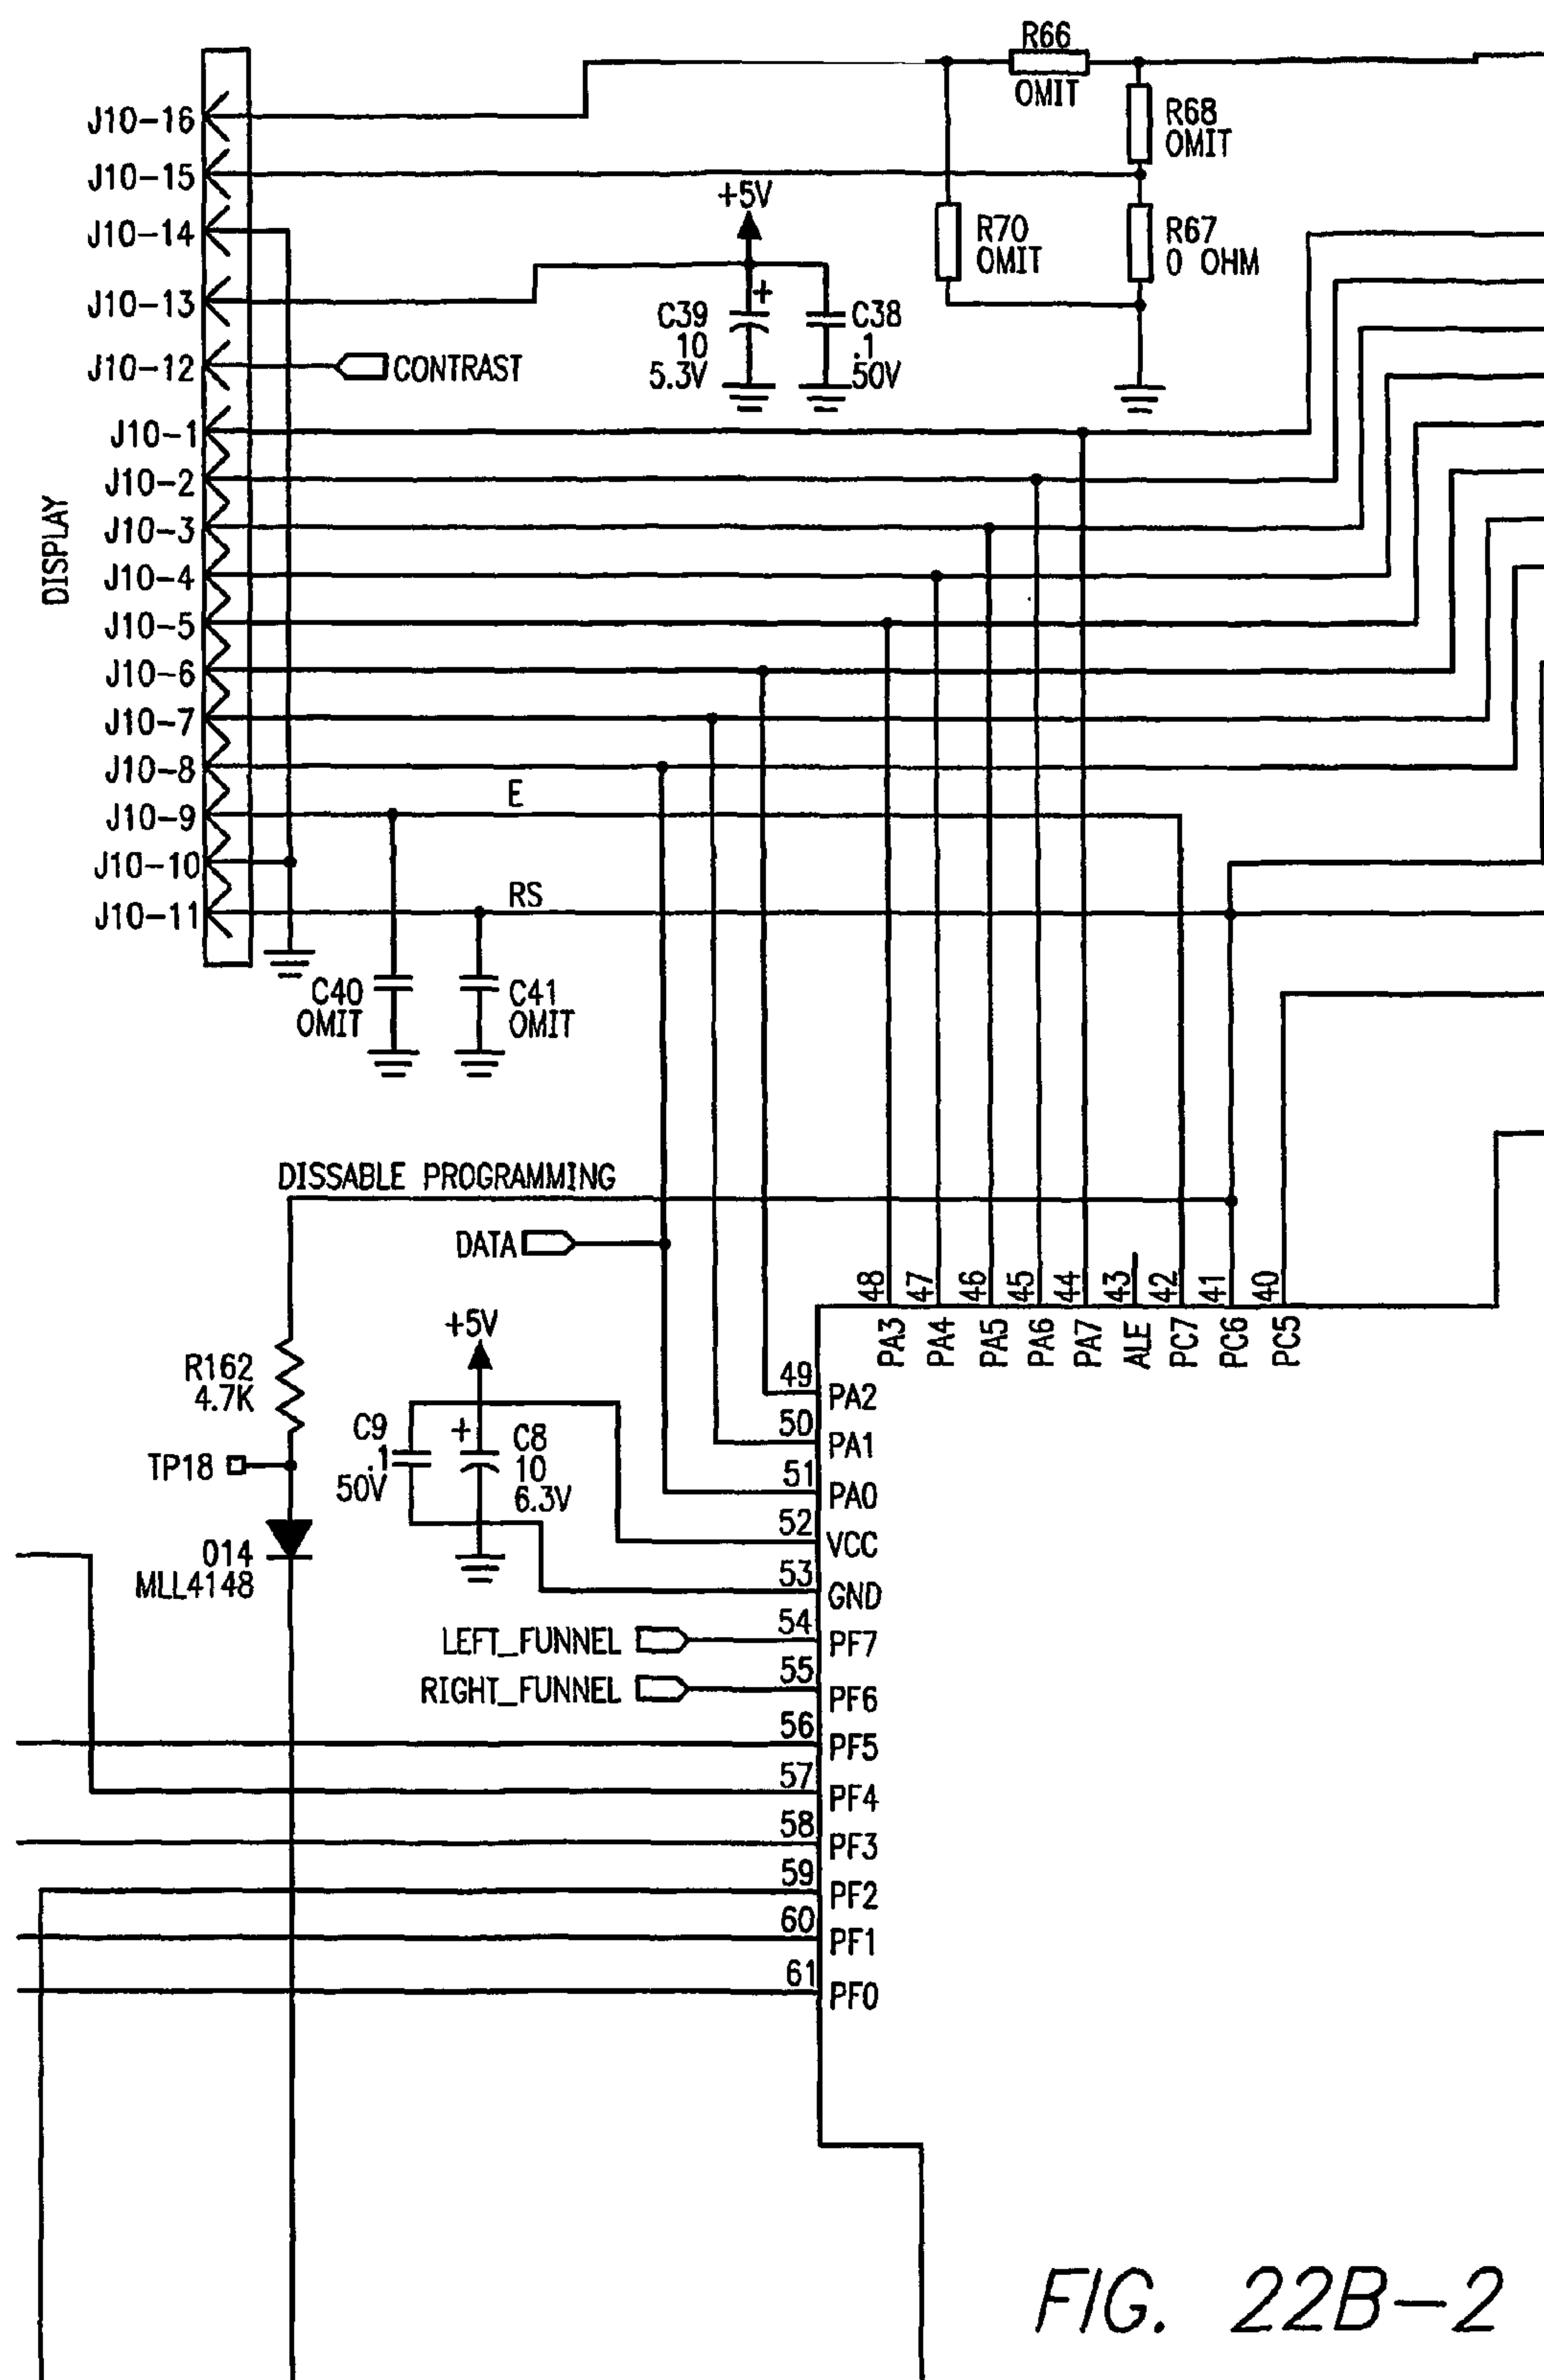 R66
OMIT
J10-16
R68
OMIT
J10-15
+5V
J10-14
R70
OMIT
R67
0 OHM
J10-13
+
C39
10
5.3V
C38
.1
50V
J10-12
CONTRAST
J10-1
J10-2
DISPLAY
J10-3
J10-4
J10-5
J10-6
J10-7
J10-8
E
J10-9
J10-10
RS
J10-11
C40
OMIT
C41
OMIT
DISSABLE PROGRAMMING
DATA
48
47
46
45
44
43
42
41
40
PA3
PA4
PA5
PA6
PA7
ALE
PC7
PC6
PC5
+5V
R162
4.7K
C9
.1
50V
+
C8
10
6.3V
TP18
014
MLL4148
49
PA2
50
PA1
51
PA0
52
VCC
53
GND
LEFT_FUNNEL
54
PF7
RIGHT_FUNNEL
55
PF6
56
PF5
57
PF4
58
PF3
59
PF2
60
PF1
61
PF0
FIG. 22B-2